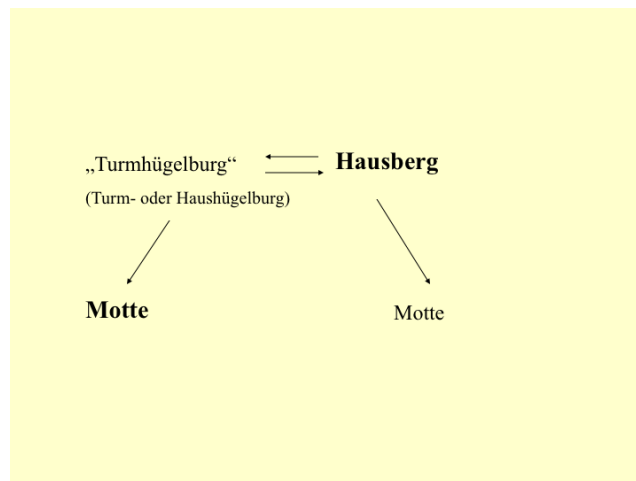 „Turmhügelburg“
Hausberg
(Turm- oder Haushügelburg)
Motte
Motte